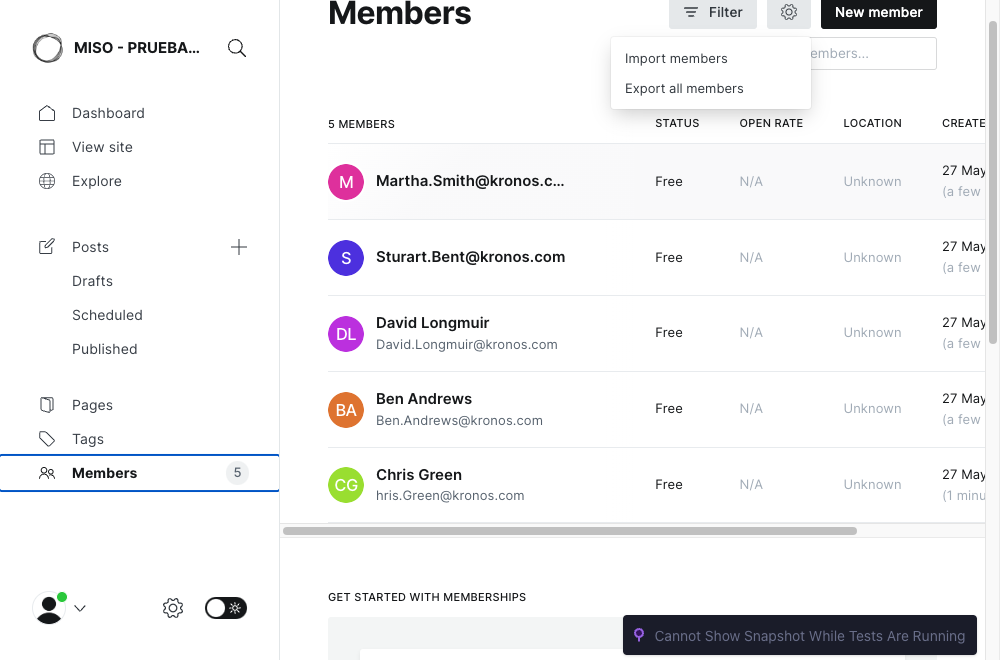 MISO - PRUEBA...
Dashboard
View site
Explore
Posts
Drafts
Scheduled
Published
Pages
Tags
Members 5
Members
Filter
New member
Import members
Export all members
embers...
5 MEMBERS STATUS OPEN RATE LOCATION CREATE
M Martha.Smith@kronos.c... Free N/A Unknown 27 May
(a few
S Sturart.Bent@kronos.com Free N/A Unknown 27 May
(a few
DL David Longmuir Free N/A Unknown 27 May
David.Longmuir@kronos.com (a few
BA Ben Andrews Free N/A Unknown 27 May
Ben.Andrews@kronos.com (a few
CG Chris Green Free N/A Unknown 27 May
hris.Green@kronos.com (1 minu
GET STARTED WITH MEMBERSHIPS
Cannot Show Snapshot While Tests Are Running